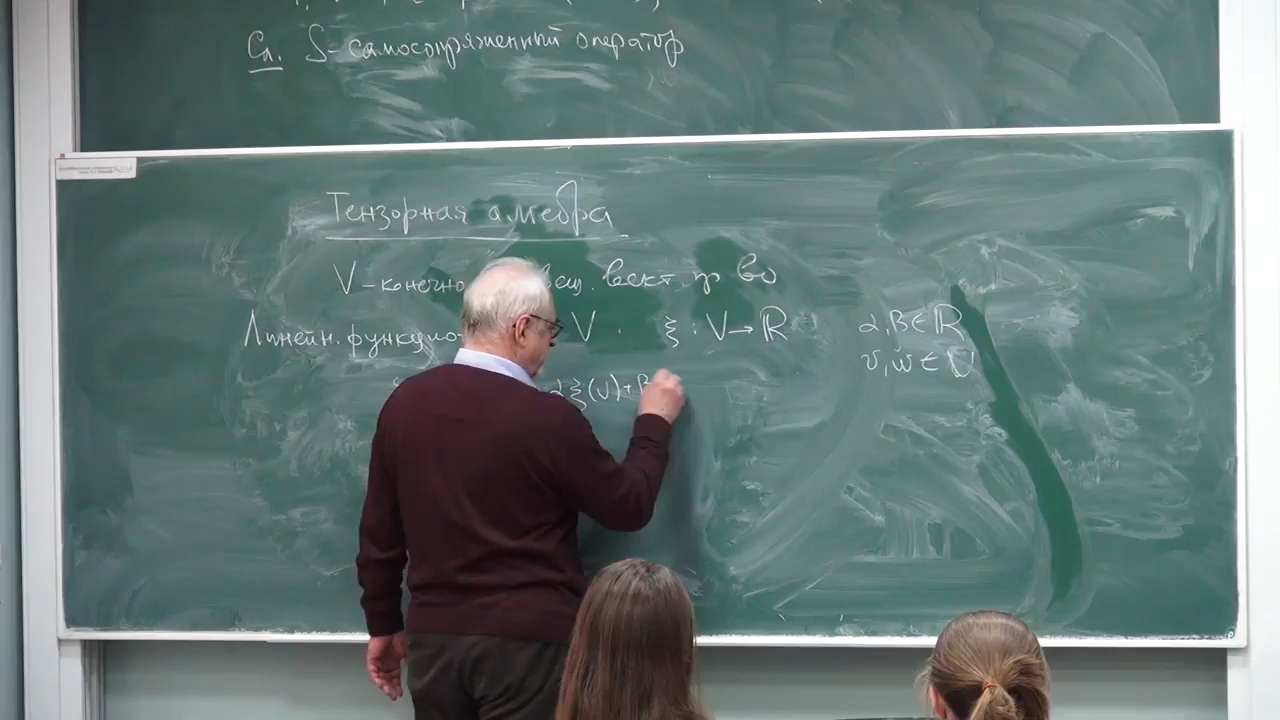 Сл. S - самосопряженный оператор
Тензорная алгебра
V - конечно вещ. вект. пр-во
Линейн. функцио V . ξ : V → ℝ α, β ∈ ℝ
v, w ∈ V
αξ(v) + β